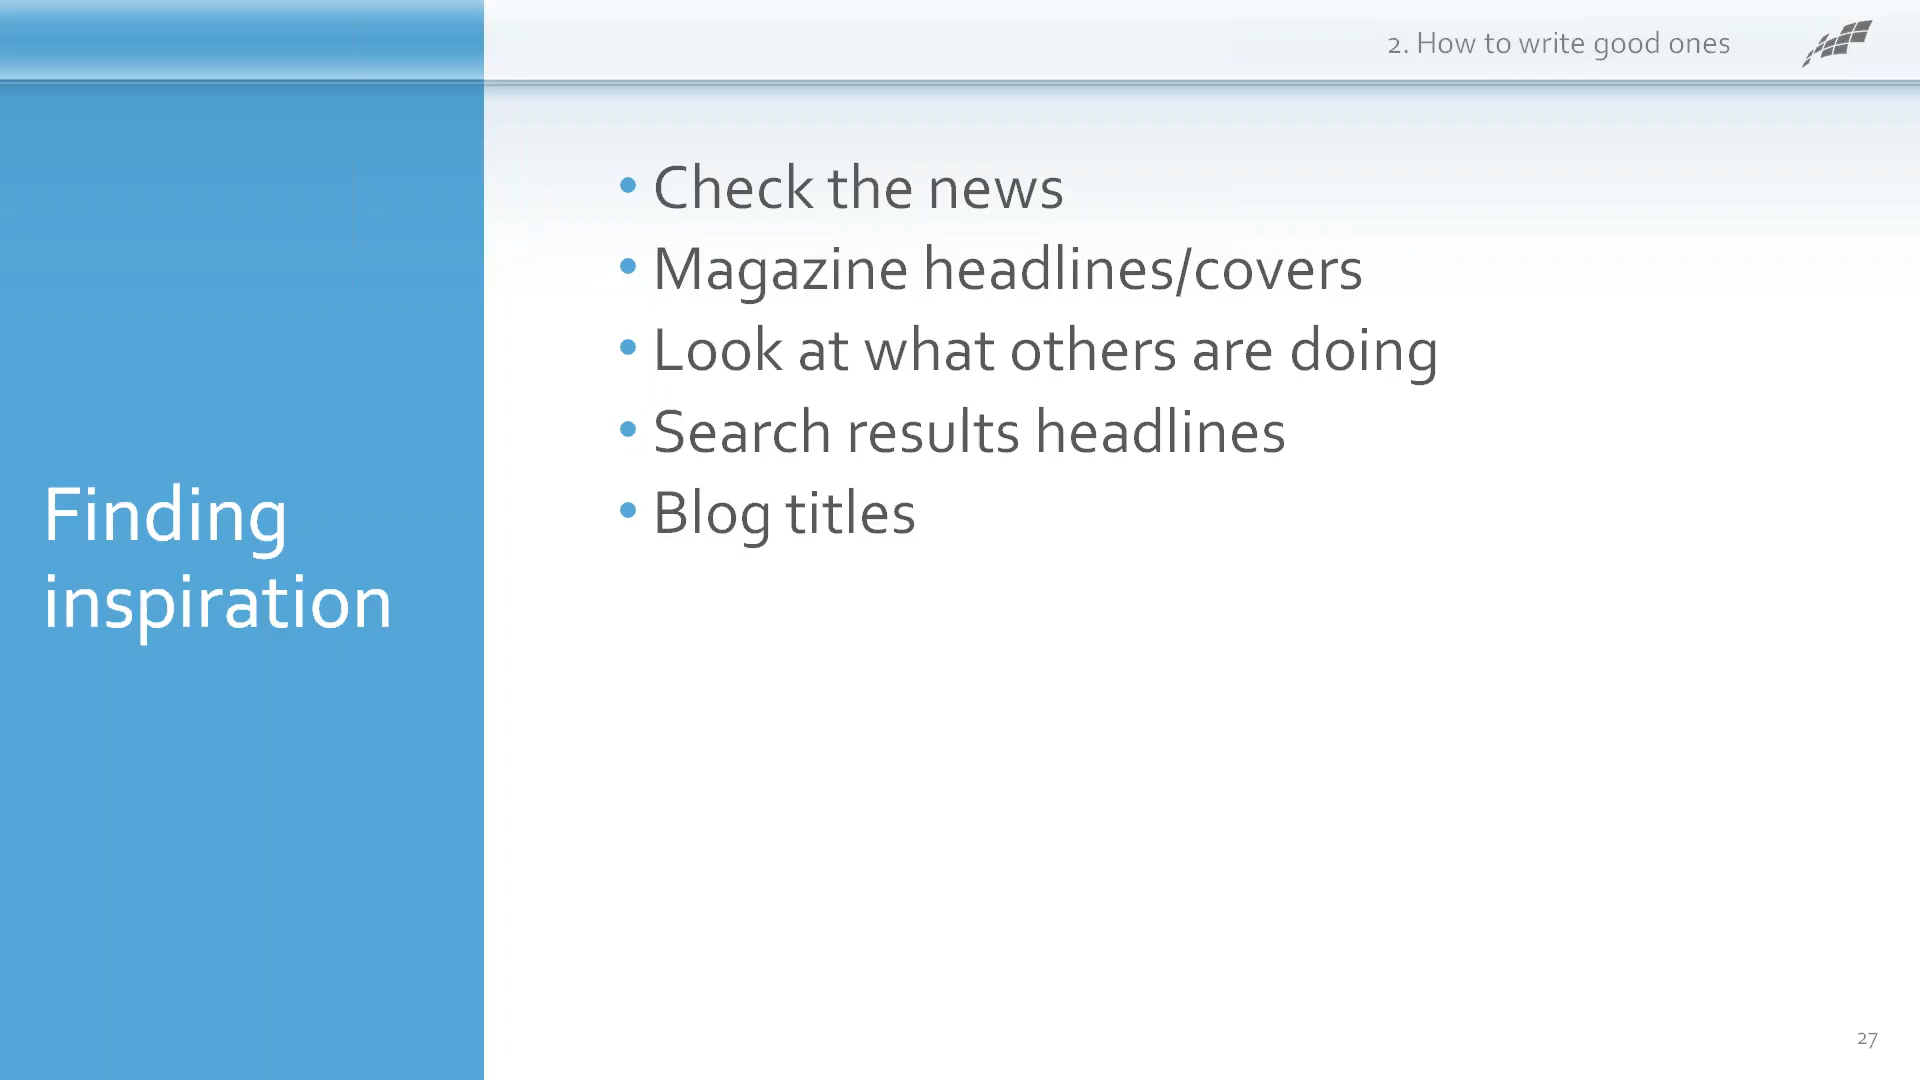 2. How to write good ones
Finding
inspiration
• Check the news
• Magazine headlines/covers
• Look at what others are doing
• Search results headlines
• Blog titles
27